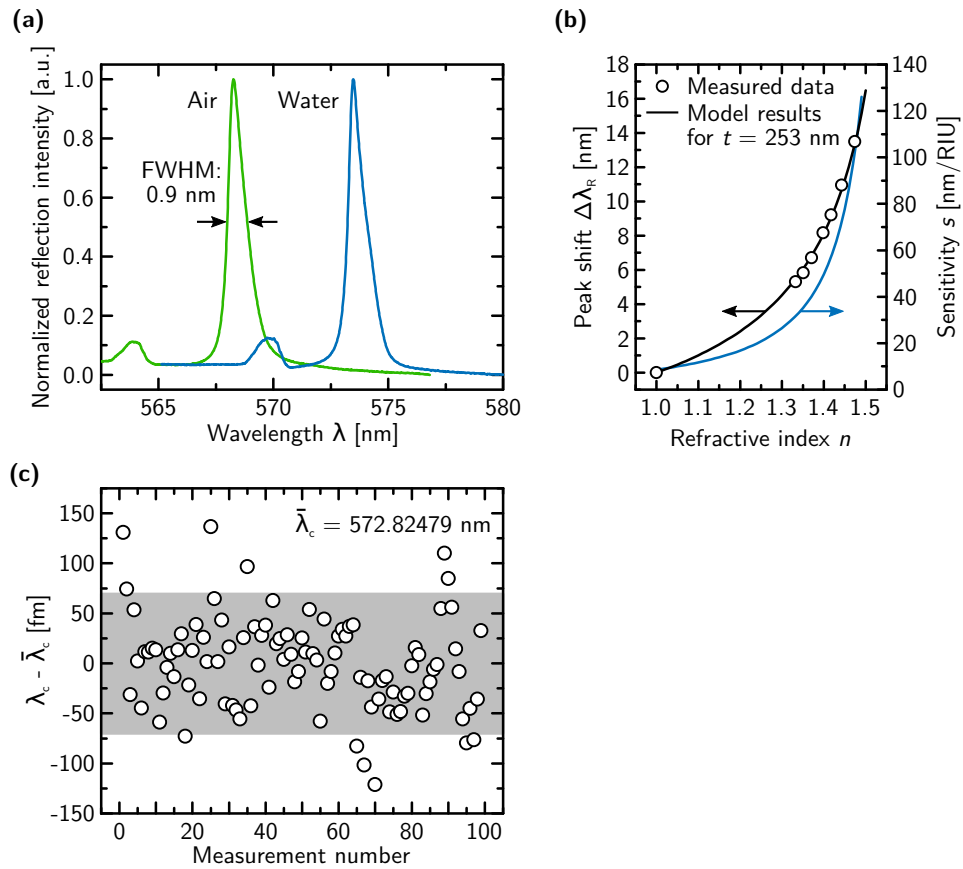 (a)
Normalized reflection intensity [a.u.]
1.0
0.8
0.6
0.4
0.2
0.0
Air
Water
FWHM:
0.9 nm
565
570
575
580
Wavelength λ [nm]
(b)
Peak shift Δλ_R [nm]
18
16
14
12
10
8
6
4
2
0
Measured data
Model results
for t = 253 nm
140
120
100
80
60
40
20
0
Sensitivity s [nm/RIU]
1.0
1.1
1.2
1.3
1.4
1.5
Refractive index n
(c)
λ_c - λ̄_c [fm]
150
100
50
0
-50
-100
-150
λ̄_c = 572.82479 nm
0
20
40
60
80
100
Measurement number